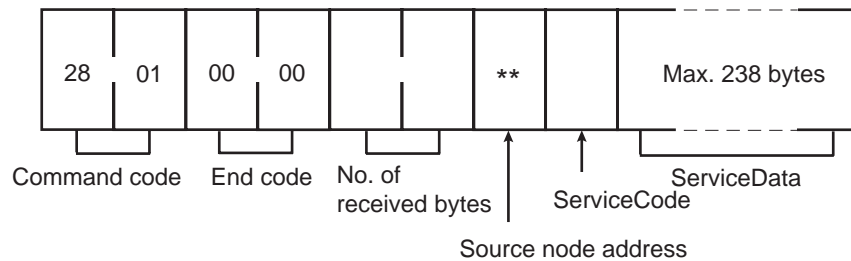 28 01 00 00 ** Max. 238 bytes
Command code
End code
No. of
received bytes
Source node address
ServiceCode
ServiceData